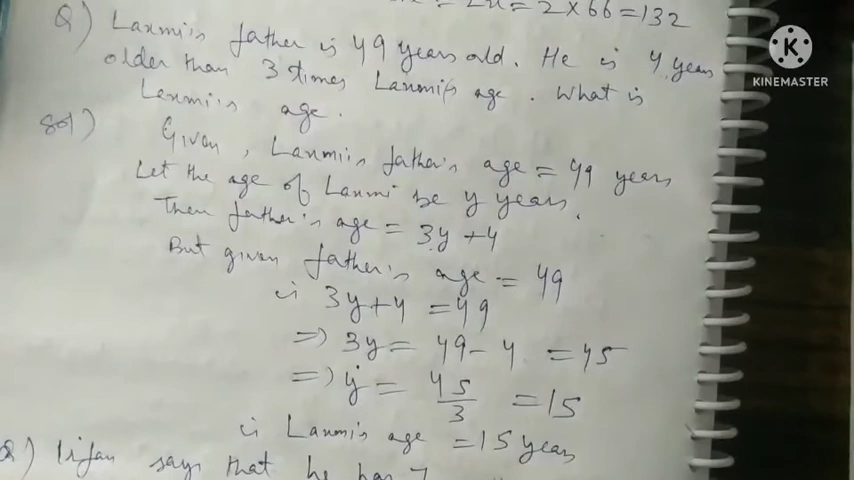 = 2x = 2 × 66 = 132
Q) Laxmi's father is 49 years old. He is 4 years
older than 3 times Laxmi's age. What is
Laxmi's age.
Sol)
Given, Laxmi's father's age = 49 years
Let the age of Laxmi be y years.
Then father's age = 3y + 4
But given father's age = 49
∴ 3y + 4 = 49
=> 3y = 49 - 4 = 45
=> y = 45/3 = 15
∴ Laxmi's age = 15 years
Q) Irfan says that he has 7
KINEMASTER